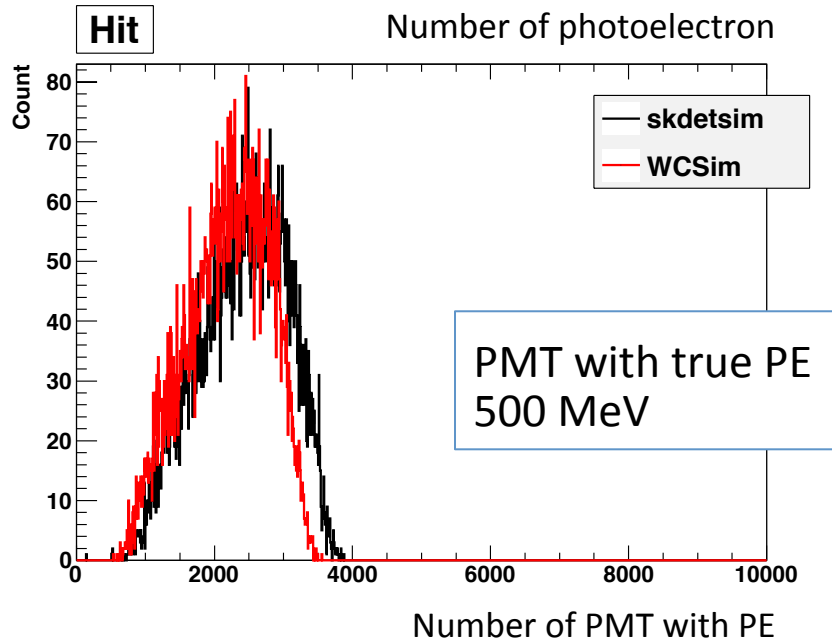 Hit
Number of photoelectron
Count
80
70
60
50
40
30
20
10
0
skdetsim
WCSim
PMT with true PE
500 MeV
0 2000 4000 6000 8000 10000
Number of PMT with PE